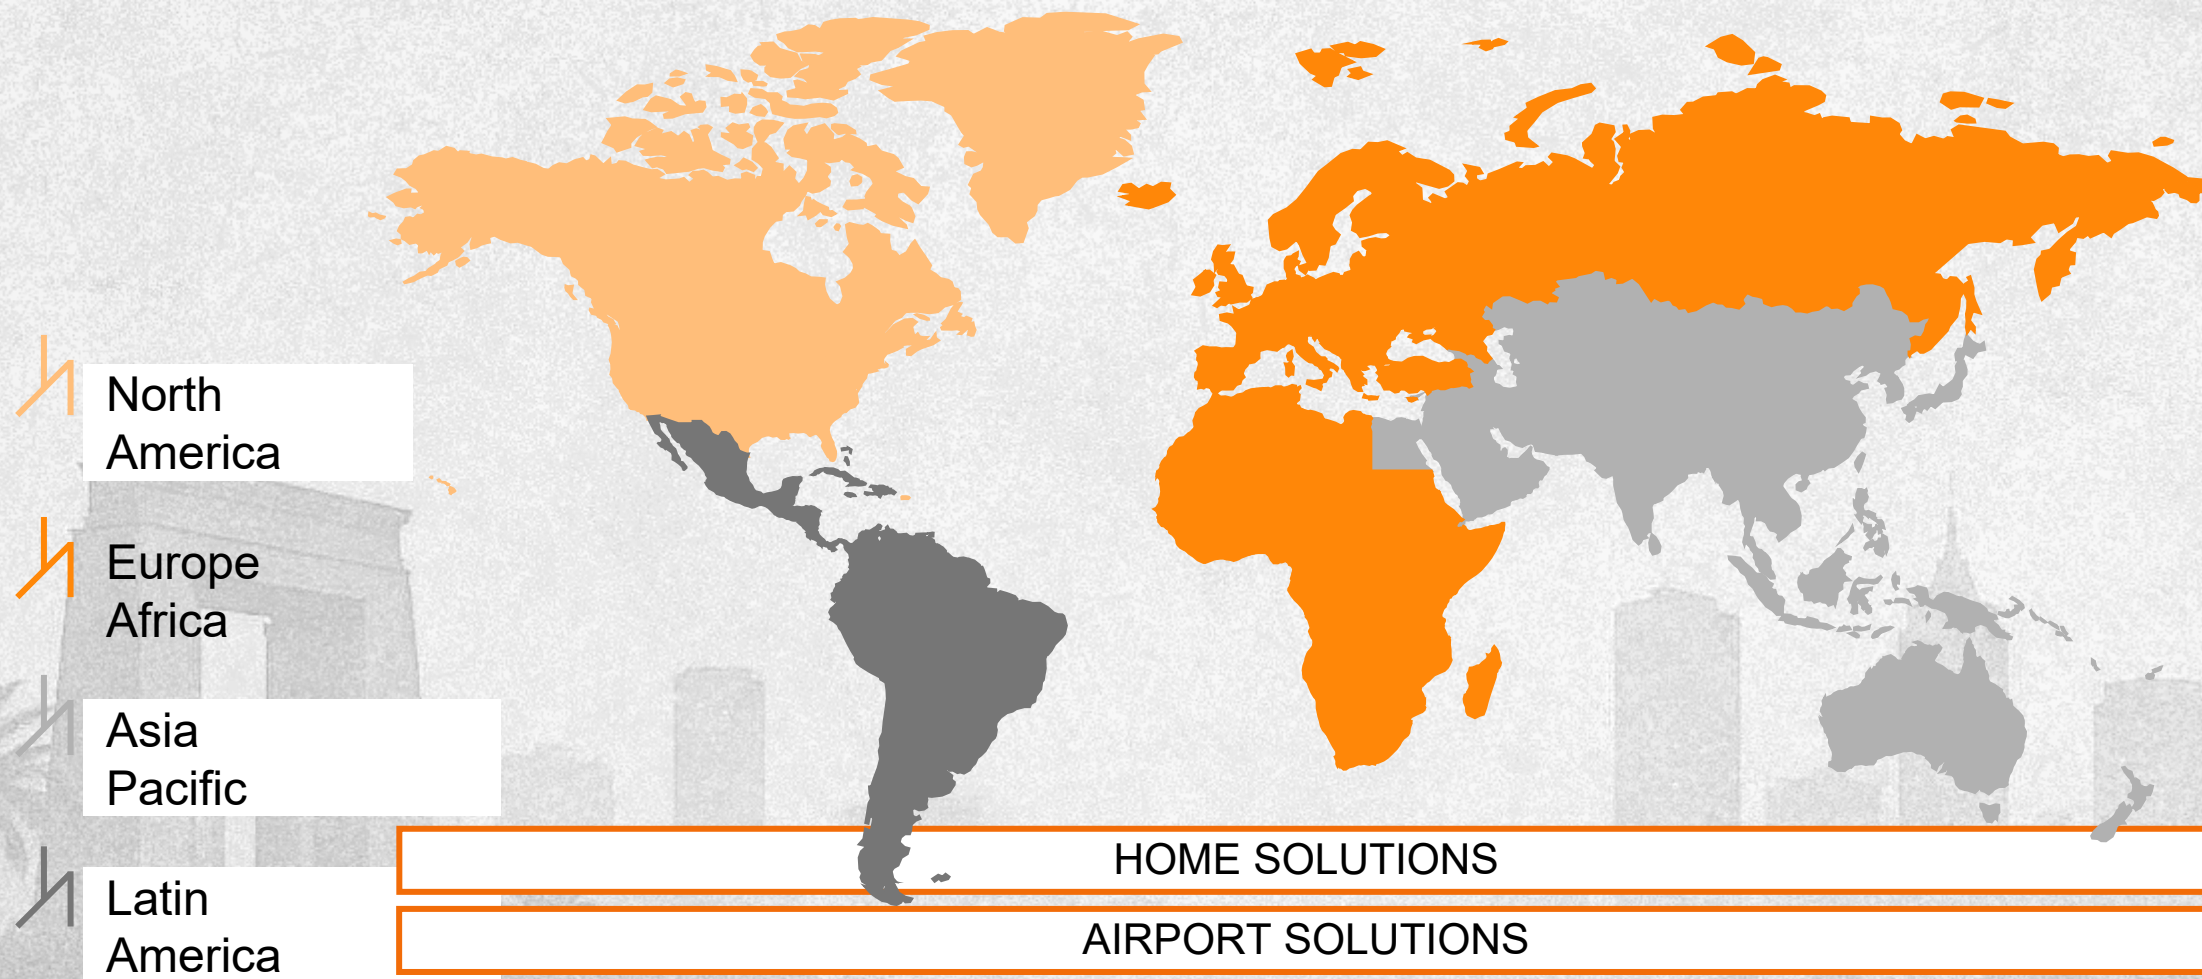 North
America
Europe
Africa
Asia
Pacific
Latin
America
HOME SOLUTIONS
AIRPORT SOLUTIONS